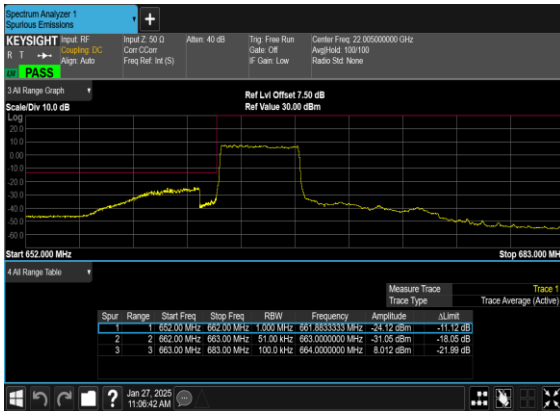 Spectrum Analyzer 1
Spurious Emissions
+
KEYSIGHT Input: RF Input Z: 50 Ω Atten: 40 dB Trig: Free Run Center Freq: 22.005000000 GHz
R T Coupling: DC Corr CCorr Gate: Off Avg|Hold: 100/100
Align: Auto Freq Ref: Int (S) IF Gain: Low Radio Std: None
PASS
3 All Range Graph
Ref Lvl Offset 7.50 dB
Scale/Div 10.0 dB Ref Value 30.00 dBm
Log
20.0
10.0
0.00
-10.0
-20.0
-30.0
-40.0
-50.0
-60.0
Start 652.000 MHz Stop 683.000 MH
4 All Range Table
Measure Trace Trace 1
Trace Type Trace Average (Active)
Spur Range Start Freq Stop Freq RBW Frequency Amplitude ΔLimit
1 1 652.00 MHz 662.00 MHz 1.000 MHz 661.8833333 MHz -24.12 dBm -11.12 dB
2 2 662.00 MHz 663.00 MHz 51.00 kHz 663.0000000 MHz -31.05 dBm -18.05 dB
3 3 663.00 MHz 683.00 MHz 100.0 kHz 664.0000000 MHz 8.012 dBm -21.99 dB
? Jan 27, 2025
11:06:42 AM